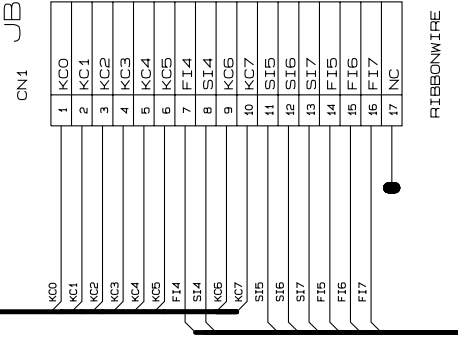 JB
CN1
KC0
KC1
KC2
KC3
KC4
KC5
FI4
SI4
KC6
KC7
SI5
SI6
SI7
FI5
FI6
FI7
NC
1
2
3
4
5
6
7
8
9
10
11
12
13
14
15
16
17
RIBBONWIRE
KC0
KC1
KC2
KC3
KC4
KC5
FI4
SI4
KC6
KC7
SI5
SI6
SI7
FI5
FI6
FI7